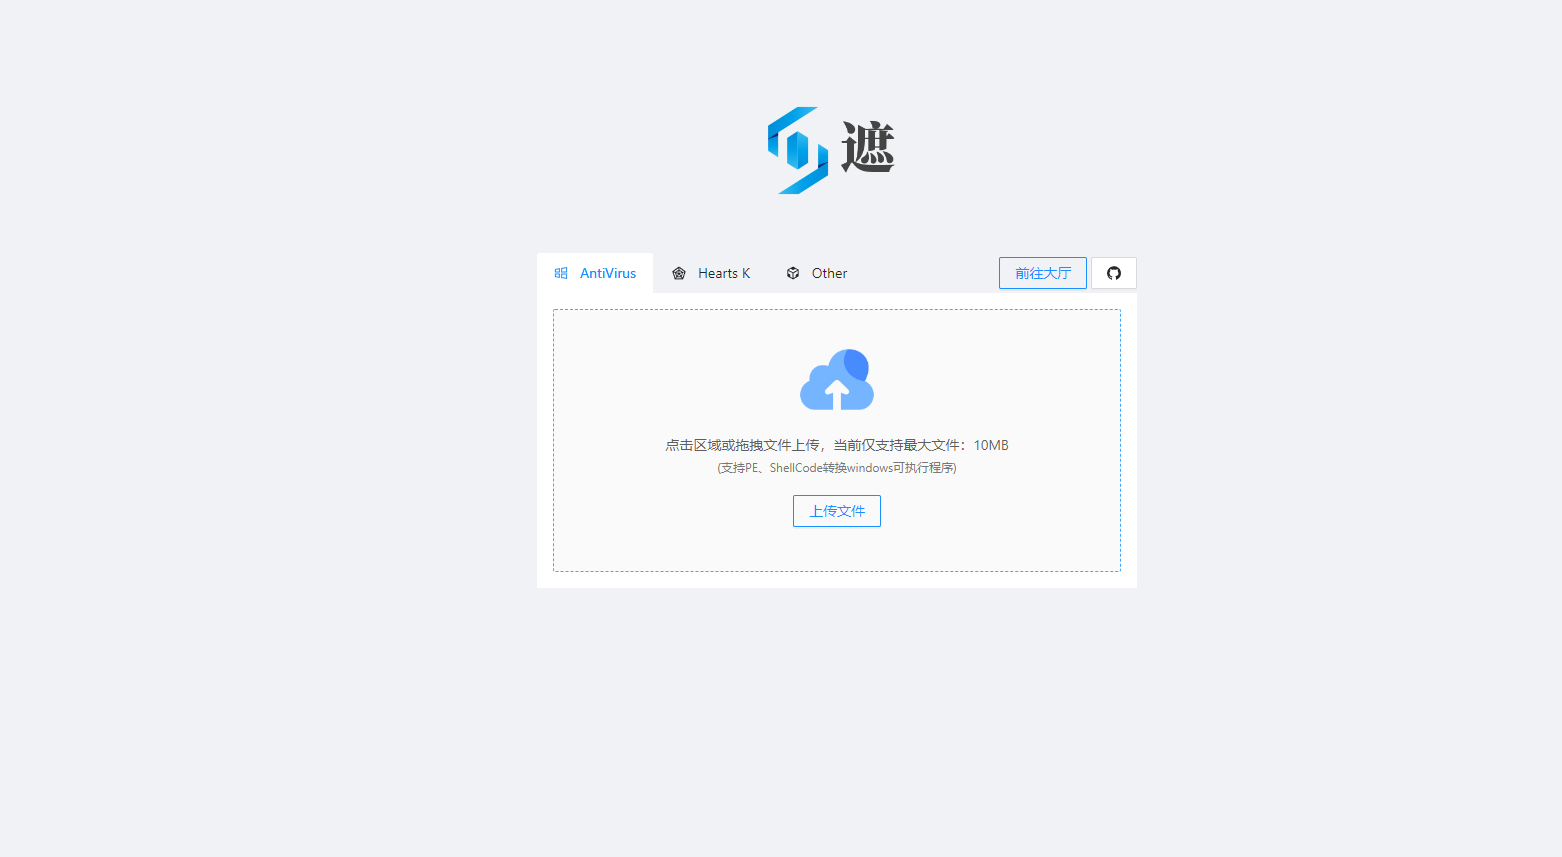 遮
AntiVirus
Hearts K
Other
前往大厅
点击区域或拖拽文件上传，当前仅支持最大文件：10MB
(支持PE、ShellCode转换windows可执行程序)
上传文件